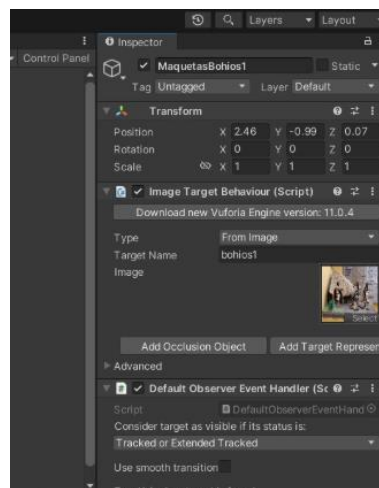 Layers Layout
Inspector
Control Panel
MaquetasBohios1 Static
Tag Untagged Layer Default
Transform
Position X 2.46 Y -0.99 Z 0.07
Rotation X 0 Y 0 Z 0
Scale X 1 Y 1 Z 1
Image Target Behaviour (Script)
Download new Vuforia Engine version: 11.0.4
Type From Image
Target Name bohios1
Image
Select
Add Occlusion Object Add Target Represer
Advanced
Default Observer Event Handler (Sc
Script DefaultObserverEventHand
Consider target as visible if its status is:
Tracked or Extended Tracked
Use smooth transition